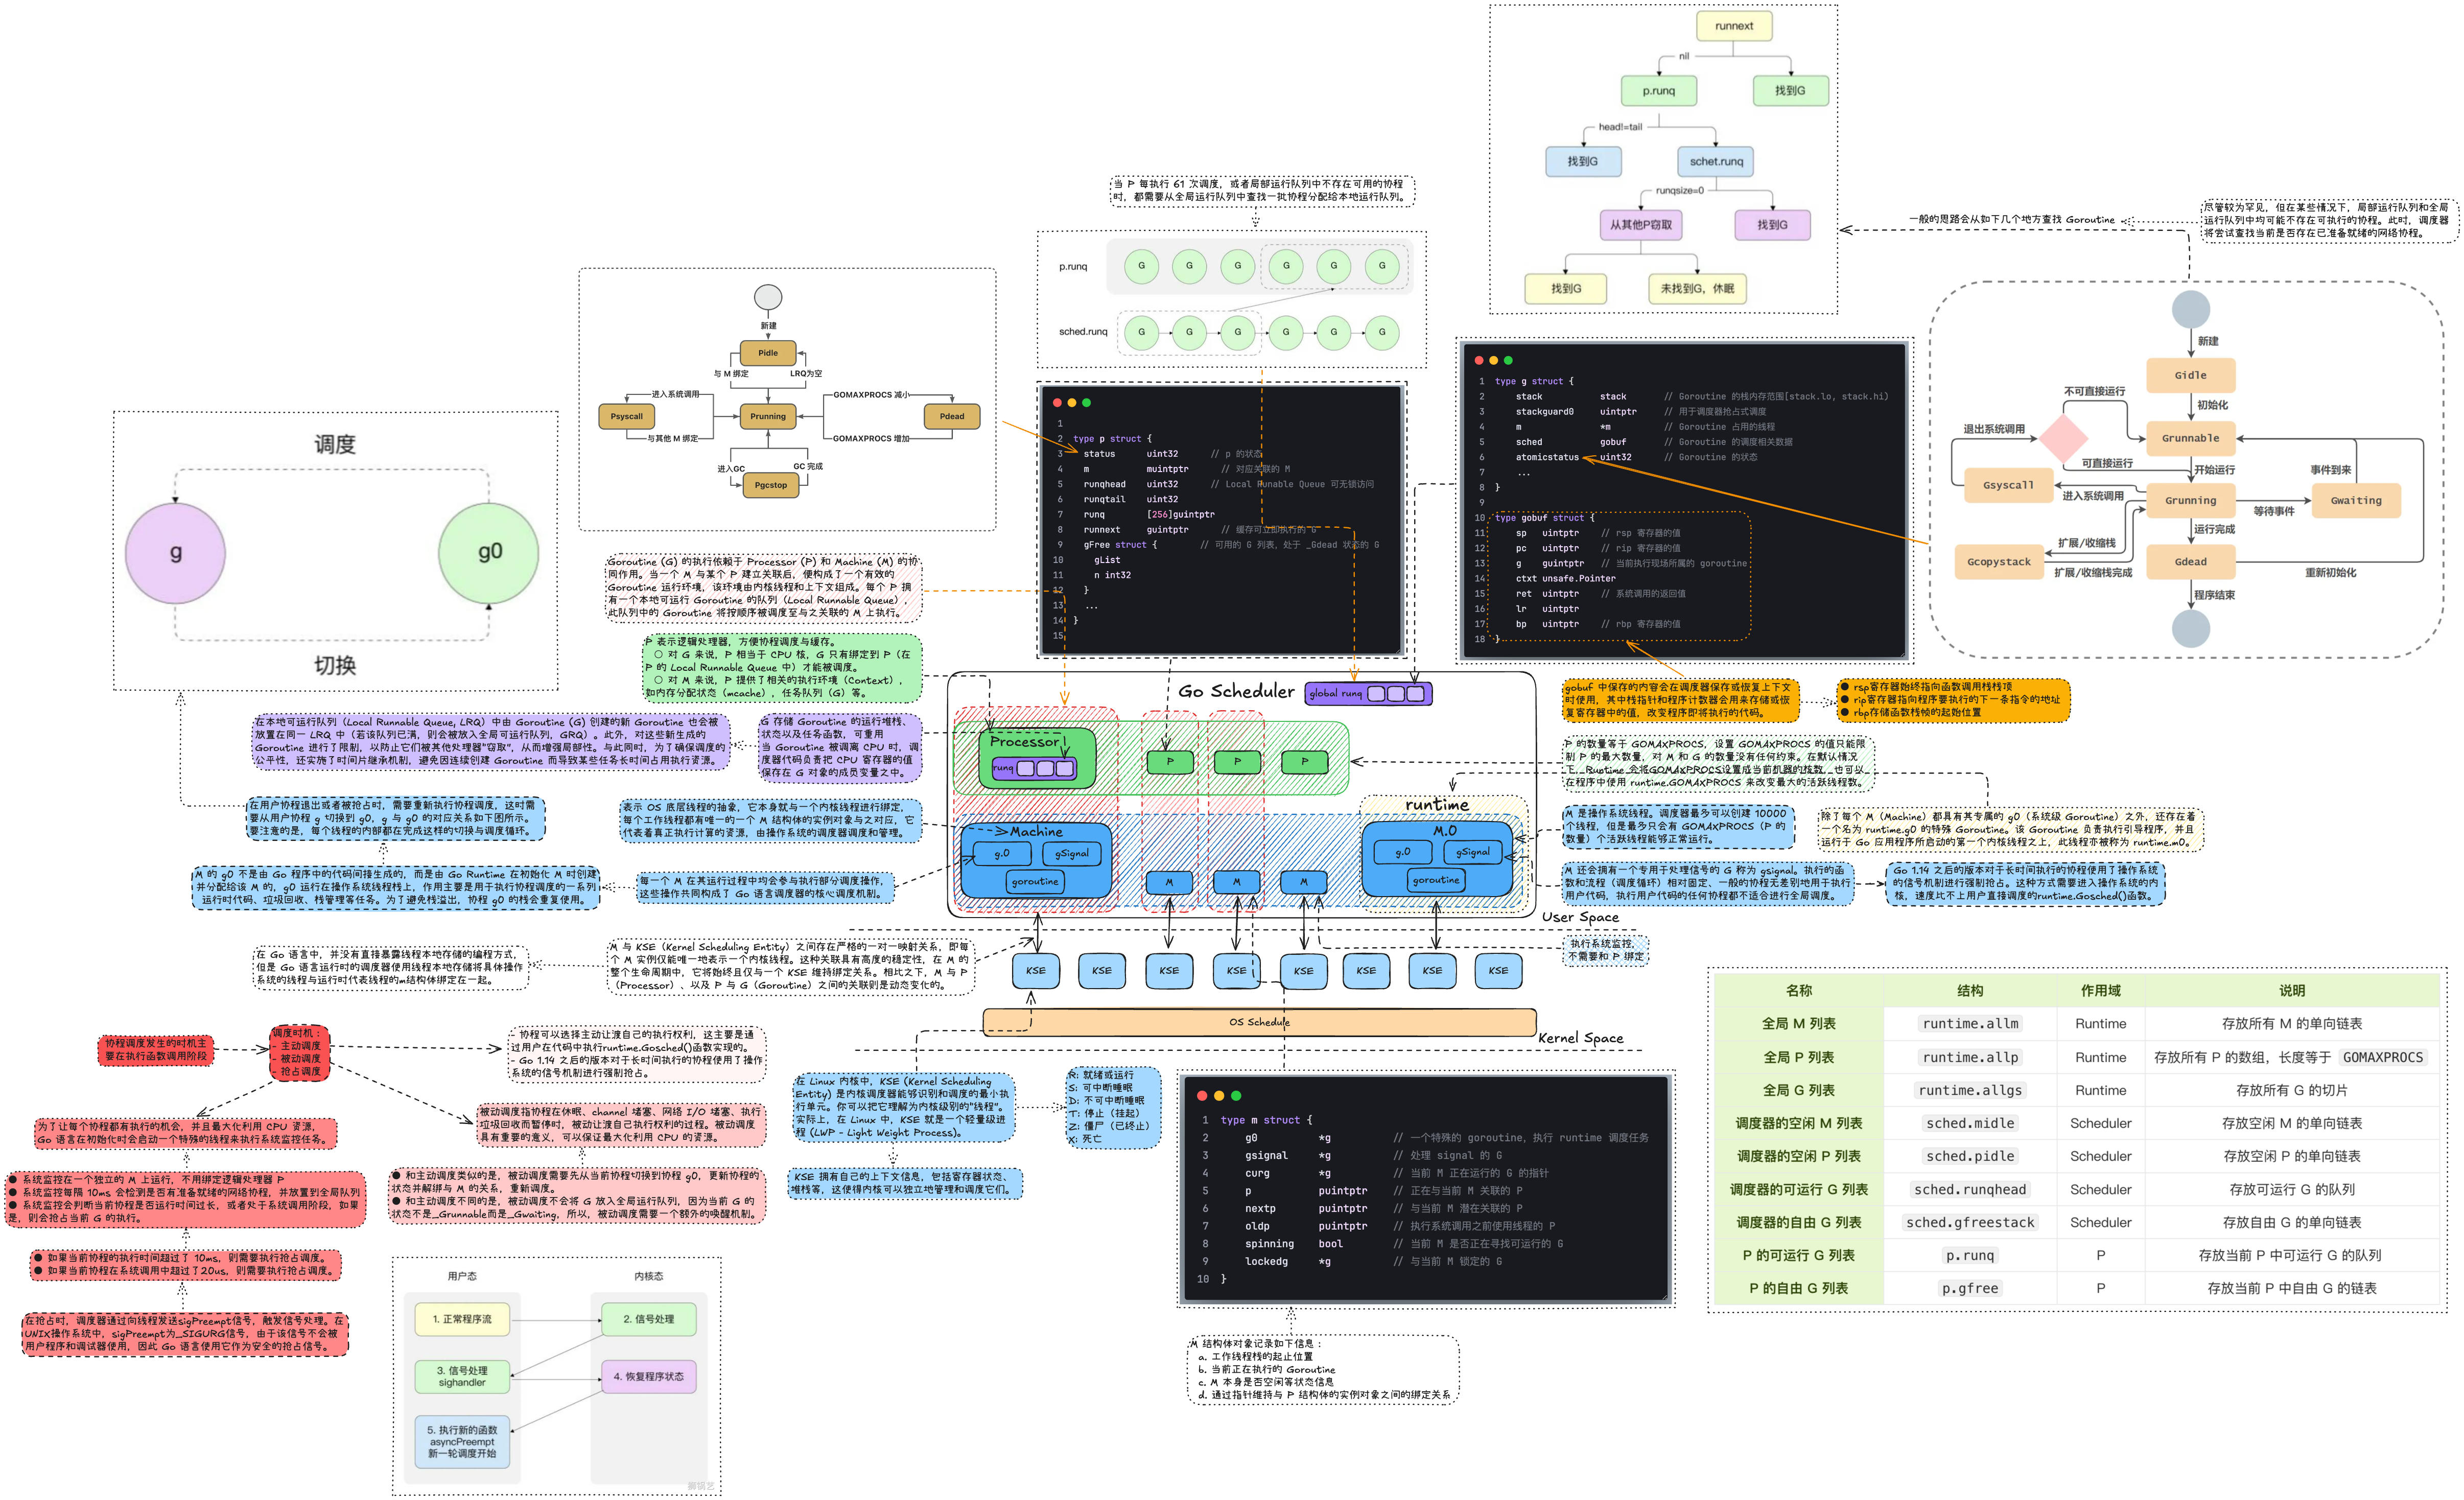 runnext
nil
p.runq
找到G
head!=tail
找到G
schet.runq
runqsize=0
从其他P窃取
找到G
找到G
未找到G，休眠
一般的思路会从如下几个地方查找 Goroutine
尽管较为罕见，但在某些情况下，局部运行队列和全局
运行队列中均可能不存在可执行的协程。此时，调度器
将尝试查找当前是否存在已准备就绪的网络协程。
当 P 每执行 61 次调度，或者局部运行队列中不存在可用的协程
时，都需要从全局运行队列中查找一批协程分配给本地运行队列。
p.runq
G G G G G G
sched.runq
G G G G G G
新建
Pidle
与 M 绑定
LRQ为空
进入系统调用
GOMAXPROCS 减小
Psyscall
Prunning
Pdead
与其他 M 绑定
GOMAXPROCS 增加
进入GC
GC 完成
Pgcstop
调度
g
g0
切换
1
2 type p struct {
3 status uint32 // p 的状态
4 m muintptr // 对应关联的 M
5 runqhead uint32 // Local Runable Queue 可无锁访问
6 runqtail uint32
7 runq [256]guintptr
8 runnext guintptr // 缓存可立即执行的 G
9 gFree struct { // 可用的 G 列表，处于 _Gdead 状态的 G
10 gList
11 n int32
12 }
13 ...
14 }
15
1 type g struct {
2 stack stack // Goroutine 的栈内存范围[stack.lo, stack.hi)
3 stackguard0 uintptr // 用于调度器抢占式调度
4 m *m // Goroutine 占用的线程
5 sched gobuf // Goroutine 的调度相关数据
6 atomicstatus uint32 // Goroutine 的状态
7 ...
8 }
9
10 type gobuf struct {
11 sp uintptr // rsp 寄存器的值
12 pc uintptr // rip 寄存器的值
13 g guintptr // 当前执行现场所属的 goroutine
14 ctxt unsafe.Pointer
15 ret uintptr // 系统调用的返回值
16 lr uintptr
17 bp uintptr // rbp 寄存器的值
18 }
新建
Gidle
初始化
不可直接运行
退出系统调用
Grunnable
可直接运行
开始运行
事件到来
Gsyscall
进入系统调用
Grunning
Gwaiting
等待事件
扩展/收缩栈
运行完成
Gcopystack
Gdead
扩展/收缩栈完成
重新初始化
程序结束
Goroutine (G) 的执行依赖于 Processor (P) 和 Machine (M) 的协
同作用。当一个 M 与某个 P 建立关联后，便构成了一个有效的
Goroutine 运行环境，该环境由内核线程和上下文组成。每个 P 拥
有一个本地可运行 Goroutine 的队列（Local Runnable Queue），
此队列中的 Goroutine 将按顺序被调度至与之关联的 M 上执行。
P 表示逻辑处理器，方便协程调度与缓存。
○ 对 G 来说，P 相当于 CPU 核，G 只有绑定到 P（在
P 的 Local Runnable Queue 中）才能被调度。
○ 对 M 来说，P 提供了相关的执行环境（Context），
如内存分配状态（mcache），任务队列（G）等。
在本地可运行队列（Local Runnable Queue, LRQ）中由 Goroutine (G) 创建的新 Goroutine 也会被
放置在同一 LRQ 中（若该队列已满，则会被放入全局可运行队列，GRQ）。此外，对这些新生成的
Goroutine 进行了限制，以防止它们被其他处理器“窃取”，从而增强局部性。与此同时，为了确保调度的
公平性，还实施了时间片继承机制，避免因连续创建 Goroutine 而导致某些任务长时间占用执行资源。
G 存储 Goroutine 的运行堆栈、
状态以及任务函数，可重用
当 Goroutine 被调离 CPU 时，调
度器代码负责把 CPU 寄存器的值
保存在 G 对象的成员变量之中。
在用户协程退出或者被抢占时，需要重新执行协程调度，这时需
要从用户协程 g 切换到 g0，g 与 g0 的对应关系如下图所示。
要注意的是，每个线程的内部都在完成这样的切换与调度循环。
表示 OS 底层线程的抽象，它本身就与一个内核线程进行绑定，
每个工作线程都有唯一的一个 M 结构体的实例对象与之对应，它
代表着真正执行计算的资源，由操作系统的调度器调度和管理。
M 的 g0 不是由 Go 程序中的代码间接生成的，而是由 Go Runtime 在初始化 M 时创建
并分配给该 M 的，g0 运行在操作系统线程栈上，作用主要是用于执行协程调度的一系列
运行时代码、垃圾回收、栈管理等任务。为了避免栈溢出，协程 g0 的栈会重复使用。
每一个 M 在其运行过程中均会参与执行部分调度操作，
这些操作共同构成了 Go 语言调度器的核心调度机制。
Go Scheduler
global runq
Processor
runq
P
P
P
runtime
Machine
g.0
gSignal
goroutine
M
M
M
M.0
g.0
gSignal
goroutine
User Space
gobuf 中保存的内容会在调度器保存或恢复上下文
时使用，其中栈指针和程序计数器会用来存储或恢
复寄存器中的值，改变程序即将执行的代码。
● rsp寄存器始终指向函数调用栈栈顶
● rip寄存器指向程序要执行的下一条指令的地址
● rbp存储函数栈帧的起始位置
P 的数量等于 GOMAXPROCS，设置 GOMAXPROCS 的值只能限
制 P 的最大数量，对 M 和 G 的数量没有任何约束。在默认情况
下，Runtime 会将GOMAXPROCS设置成当前机器的核数，也可以
在程序中使用 runtime.GOMAXPROCS 来改变最大的活跃线程数。
M 是操作系统线程。调度器最多可以创建 10000
个线程，但是最多只会有 GOMAXPROCS（P 的
数量）个活跃线程能够正常运行。
除了每个 M（Machine）都具有其专属的 g0（系统级 Goroutine）之外，还存在着
一个名为 runtime.g0 的特殊 Goroutine。该 Goroutine 负责执行引导程序，并且
运行于 Go 应用程序所启动的第一个内核线程之上，此线程亦被称为 runtime.m0。
M 还会拥有一个专用于处理信号的 G 称为 gsignal。执行的函
数和流程（调度循环）相对固定、一般的协程无差别地用于执行
用户代码，执行用户代码的任何协程都不适合进行全局调度。
Go 1.14 之后的版本对于长时间执行的协程使用了操作系统
的信号机制进行强制抢占。这种方式需要进入操作系统的内
核，速度比不上用户直接调度的runtime.Gosched()函数。
执行系统监控，
不需要和 P 绑定
在 Go 语言中，并没有直接暴露线程本地存储的编程方式，
但是 Go 语言运行时的调度器使用线程本地存储将具体操作
系统的线程与运行时代表线程的m结构体绑定在一起。
M 与 KSE（Kernel Scheduling Entity）之间存在严格的一对一映射关系，即每
个 M 实例仅能唯一地表示一个内核线程。这种关联具有高度的稳定性，在 M 的
整个生命周期中，它将始终且仅与一个 KSE 维持绑定关系。相比之下，M 与 P
（Processor）、以及 P 与 G（Goroutine）之间的关联则是动态变化的。
KSE KSE KSE KSE KSE KSE KSE KSE
OS Schedule
Kernel Space
协程调度发生的时机主
要在执行函数调用阶段
调度时机：
- 主动调度
- 被动调度
- 抢占调度
- 协程可以选择主动让渡自己的执行权利，这主要是通
过用户在代码中执行runtime.Gosched()函数实现的。
- Go 1.14 之后的版本对于长时间执行的协程使用了操作
系统的信号机制进行强制抢占。
被动调度指协程在休眠、channel 堵塞、网络 I/O 堵塞、执行
垃圾回收而暂停时，被动让渡自己执行权利的过程。被动调度
具有重要的意义，可以保证最大化利用 CPU 的资源。
● 和主动调度类似的是，被动调度需要先从当前协程切换到协程 g0，更新协程的
状态并解绑与 M 的关系，重新调度。
● 和主动调度不同的是，被动调度不会将 G 放入全局运行队列，因为当前 G 的
状态不是_Grunnable而是_Gwaiting，所以，被动调度需要一个额外的唤醒机制。
为了让每个协程都有执行的机会，并且最大化利用 CPU 资源，
Go 语言在初始化时会启动一个特殊的线程来执行系统监控任务。
● 系统监控在一个独立的 M 上运行，不用绑定逻辑处理器 P
● 系统监控每隔 10ms 会检测是否有准备就绪的网络协程，并放置到全局队列
● 系统监控会判断当前协程是否运行时间过长，或者处于系统调用阶段，如果
是，则会抢占当前 G 的执行。
● 如果当前协程的执行时间超过了 10ms，则需要执行抢占调度。
● 如果当前协程在系统调用中超过了20us，则需要执行抢占调度。
在抢占时，调度器通过向线程发送sigPreempt信号，触发信号处理。在
UNIX操作系统中，sigPreempt为_SIGURG信号，由于该信号不会被
用户程序和调试器使用，因此 Go 语言使用它作为安全的抢占信号。
用户态
内核态
1. 正常程序流
2. 信号处理
3. 信号处理
sighandler
4. 恢复程序状态
5. 执行新的函数
asyncPreempt
新一轮调度开始
在 Linux 内核中，KSE (Kernel Scheduling
Entity) 是内核调度器能够识别和调度的最小执
行单元。你可以把它理解为内核级别的“线程”。
实际上，在 Linux 中，KSE 就是一个轻量级进
程 (LWP - Light Weight Process)。
R: 就绪或运行
S: 可中断睡眠
D: 不可中断睡眠
T: 停止（挂起）
Z: 僵尸（已终止）
X: 死亡
KSE 拥有自己的上下文信息，包括寄存器状态、
堆栈等，这使得内核可以独立地管理和调度它们。
1 type m struct {
2 g0 *g // 一个特殊的 goroutine，执行 runtime 调度任务
3 gsignal *g // 处理 signal 的 G
4 curg *g // 当前 M 正在运行的 G 的指针
5 p puintptr // 正在与当前 M 关联的 P
6 nextp puintptr // 与当前 M 潜在关联的 P
7 oldp puintptr // 执行系统调用之前使用线程的 P
8 spinning bool // 当前 M 是否正在寻找可运行的 G
9 lockedg *g // 与当前 M 锁定的 G
10 }
M 结构体对象记录如下信息：
a. 工作线程栈的起止位置
b. 当前正在执行的 Goroutine
c. M 本身是否空闲等状态信息
d. 通过指针维持与 P 结构体的实例对象之间的绑定关系
名称 结构 作用域 说明
全局 M 列表 runtime.allm Runtime 存放所有 M 的单向链表
全局 P 列表 runtime.allp Runtime 存放所有 P 的数组，长度等于 GOMAXPROCS
全局 G 列表 runtime.allgs Runtime 存放所有 G 的切片
调度器的空闲 M 列表 sched.midle Scheduler 存放空闲 M 的单向链表
调度器的空闲 P 列表 sched.pidle Scheduler 存放空闲 P 的单向链表
调度器的可运行 G 列表 sched.runqhead Scheduler 存放可运行 G 的队列
调度器的自由 G 列表 sched.gfreestack Scheduler 存放自由 G 的单向链表
P 的可运行 G 列表 p.runq P 存放当前 P 中可运行 G 的队列
P 的自由 G 列表 p.gfree P 存放当前 P 中自由 G 的链表